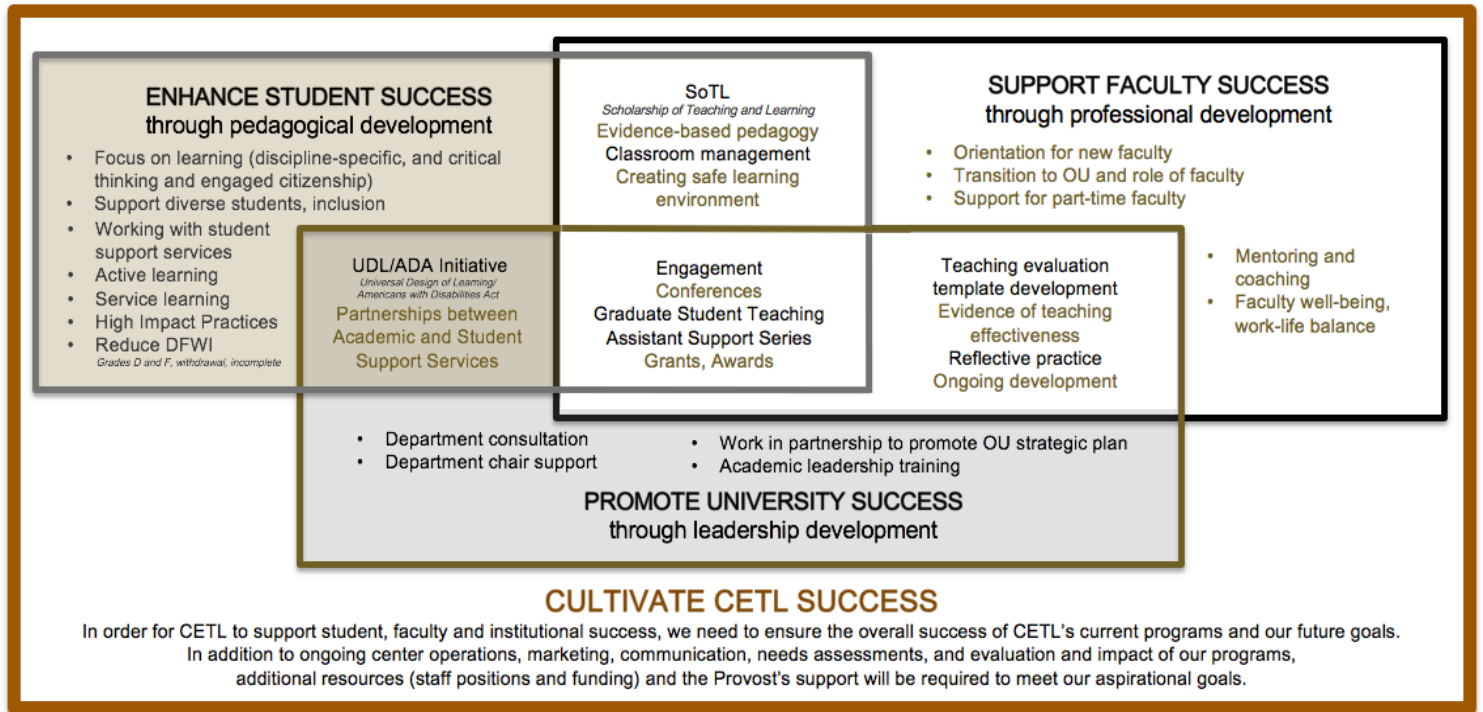 ENHANCE STUDENT SUCCESS
through pedagogical development
• Focus on learning (discipline-specific, and critical
thinking and engaged citizenship)
• Support diverse students, inclusion
• Working with student
support services
• Active learning
• Service learning
• High Impact Practices
• Reduce DFWI
Grades D and F, withdrawal, incomplete
SoTL
Scholarship of Teaching and Learning
Evidence-based pedagogy
Classroom management
Creating safe learning
environment
SUPPORT FACULTY SUCCESS
through professional development
• Orientation for new faculty
• Transition to OU and role of faculty
• Support for part-time faculty
• Mentoring and
coaching
• Faculty well-being,
work-life balance
UDL/ADA Initiative
Universal Design of Learning/
Americans with Disabilities Act
Partnerships between
Academic and Student
Support Services
Engagement
Conferences
Graduate Student Teaching
Assistant Support Series
Grants, Awards
Teaching evaluation
template development
Evidence of teaching
effectiveness
Reflective practice
Ongoing development
• Department consultation
• Department chair support
• Work in partnership to promote OU strategic plan
• Academic leadership training
PROMOTE UNIVERSITY SUCCESS
through leadership development
CULTIVATE CETL SUCCESS
In order for CETL to support student, faculty and institutional success, we need to ensure the overall success of CETL's current programs and our future goals.
In addition to ongoing center operations, marketing, communication, needs assessments, and evaluation and impact of our programs,
additional resources (staff positions and funding) and the Provost's support will be required to meet our aspirational goals.